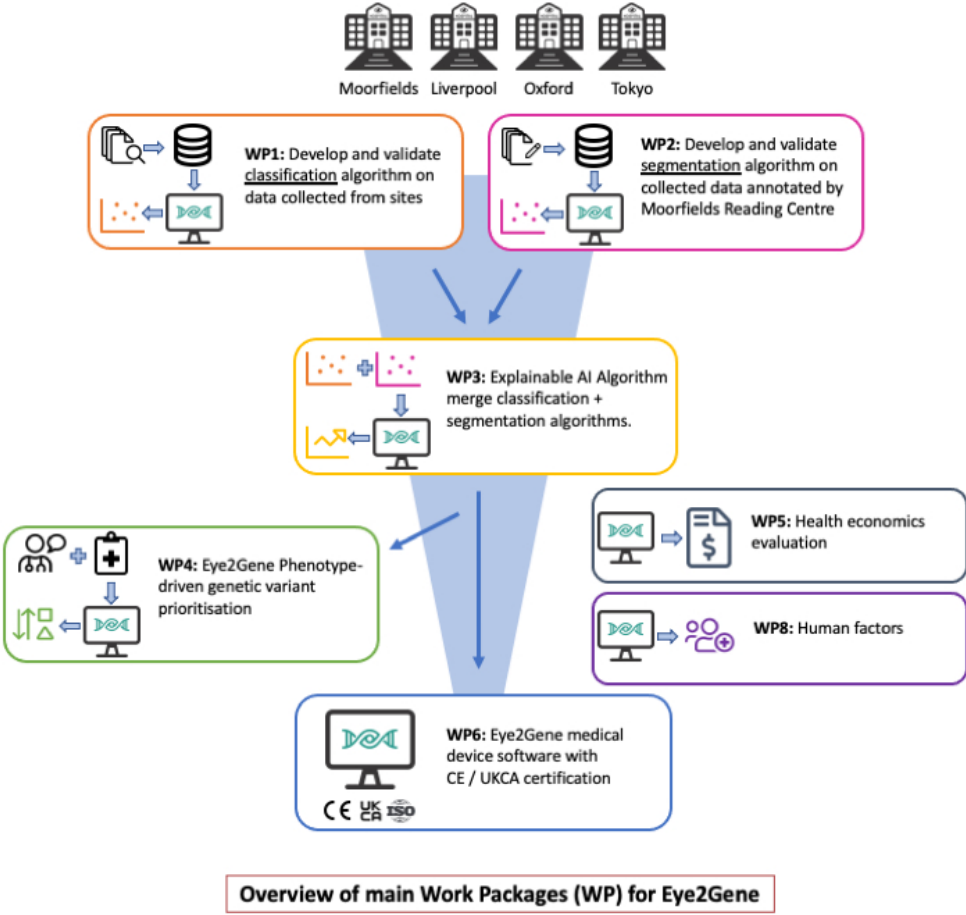 Moorfields Liverpool Oxford Tokyo
WP1: Develop and validate
classification algorithm on
data collected from sites
WP2: Develop and validate
segmentation algorithm on
collected data annotated by
Moorfields Reading Centre
WP3: Explainable AI Algorithm
merge classification +
segmentation algorithms.
WP4: Eye2Gene Phenotype-
driven genetic variant
prioritisation
WP5: Health economics
evaluation
WP8: Human factors
WP6: Eye2Gene medical
device software with
CE / UKCA certification
CE UK
CA ISO
Overview of main Work Packages (WP) for Eye2Gene